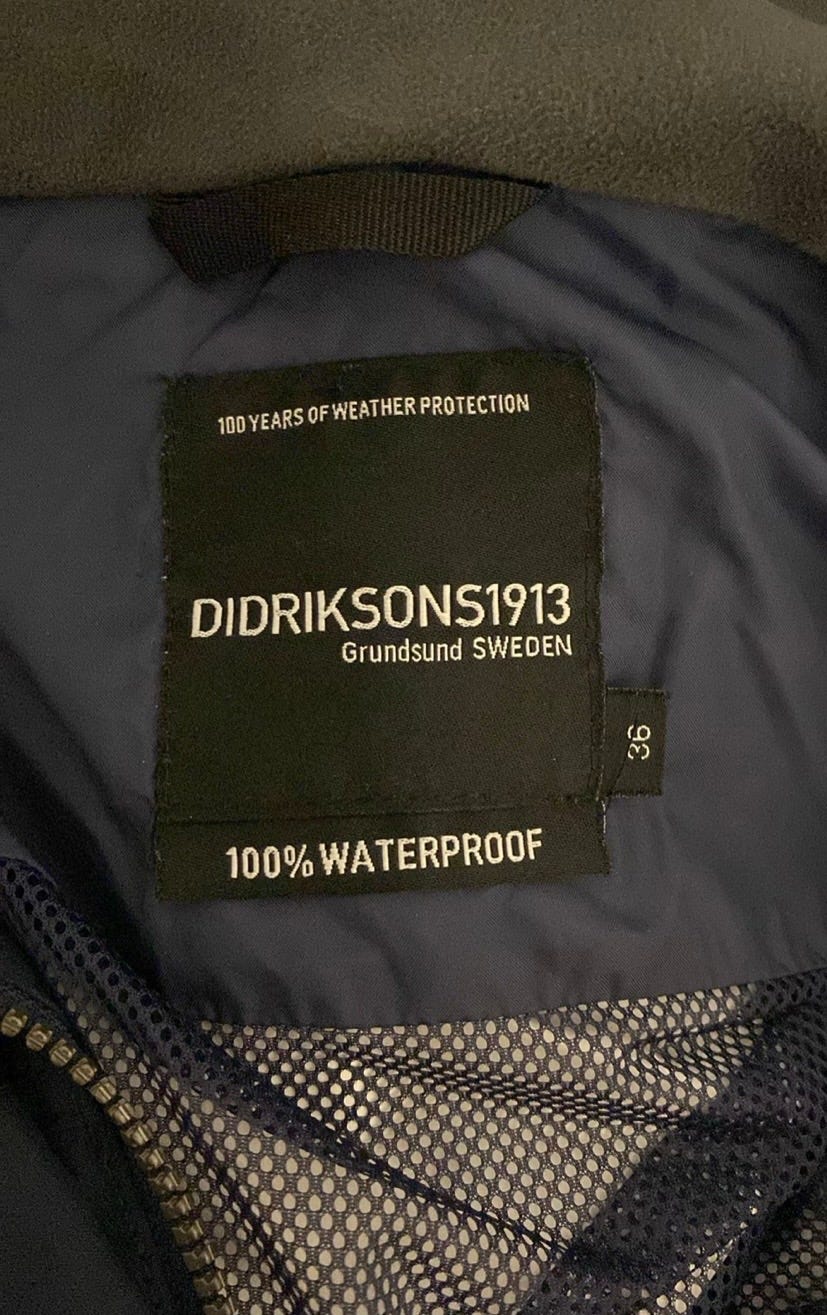 100 YEARS OF WEATHER PROTECTION
DIDRIKSONS1913
Grundsund SWEDEN
36
100% WATERPROOF